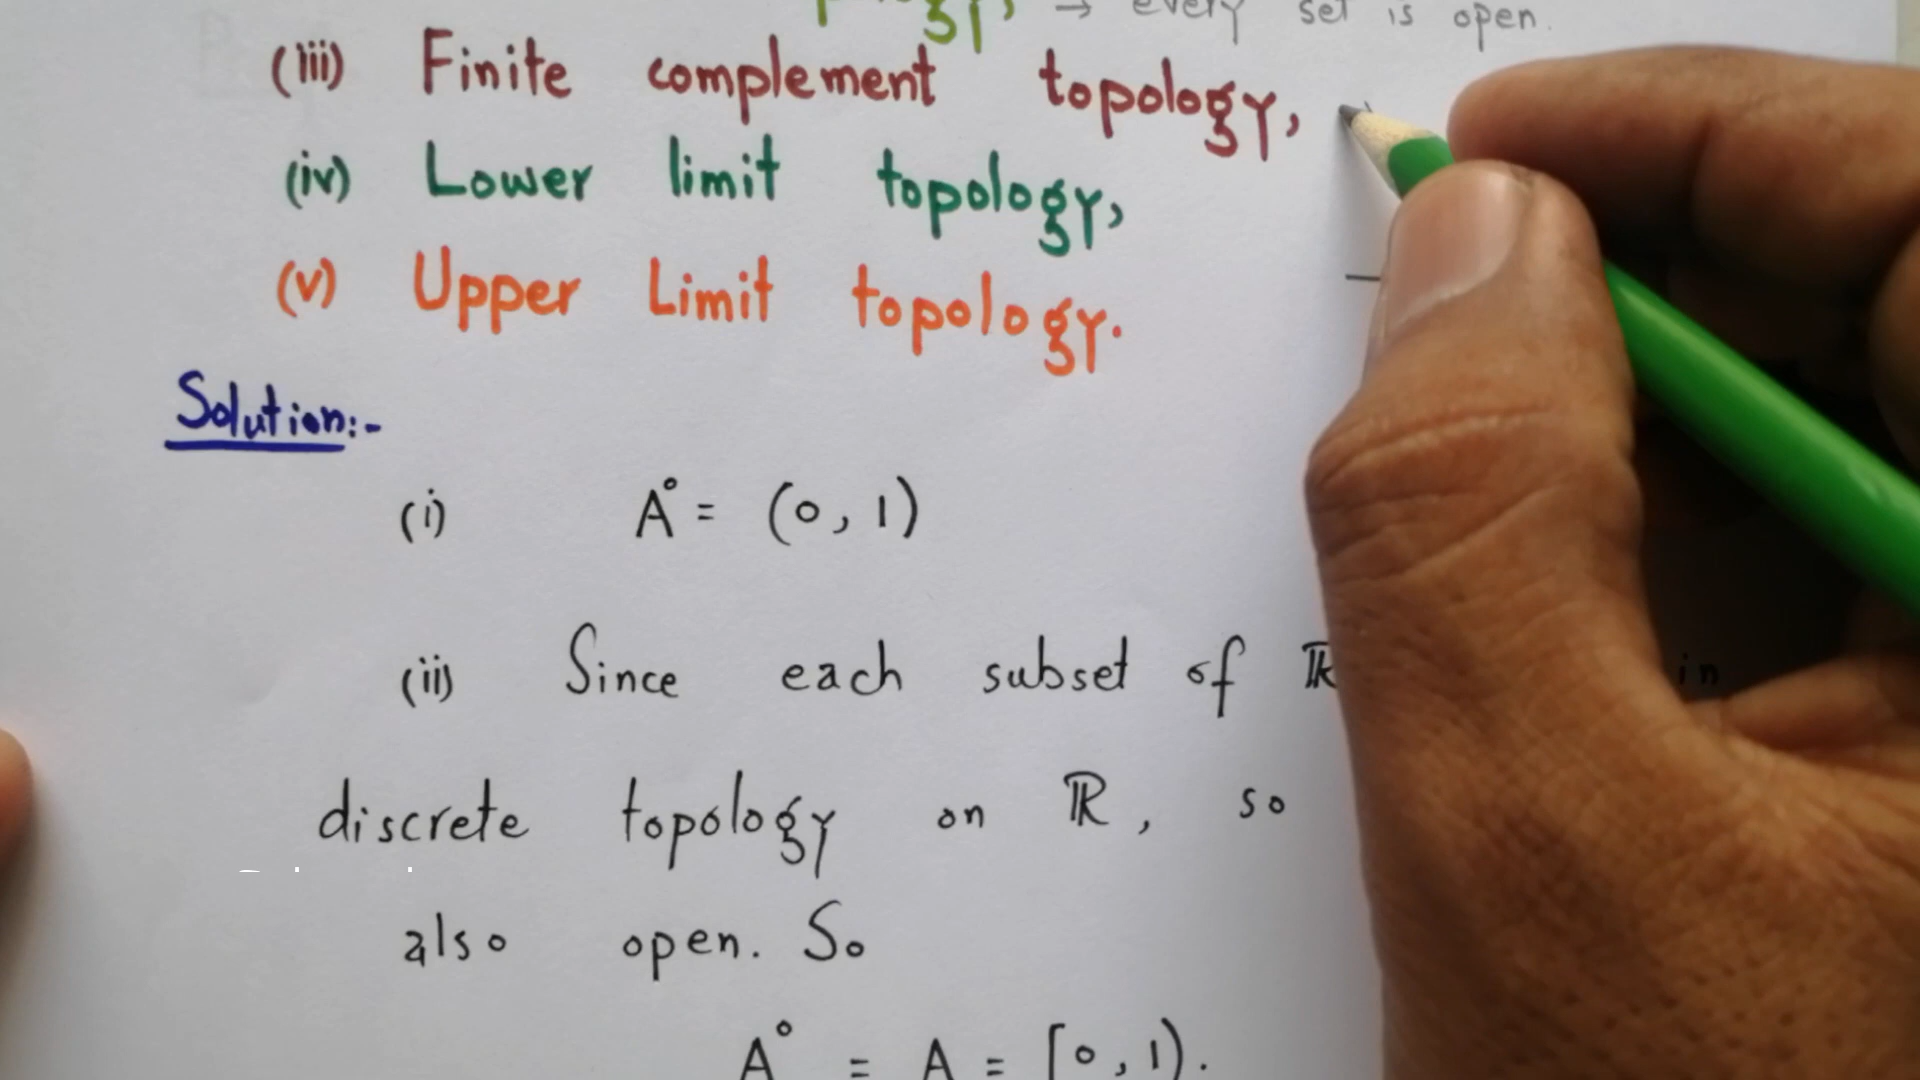 → every set is open.
(iii) Finite complement topology,
(iv) Lower limit topology,
(v) Upper Limit topology.
Solution:-
(i) A° = (0, 1)
(ii) Since each subset of ℝ in
discrete topology on ℝ, so
also open. So
A° = A = [0, 1).